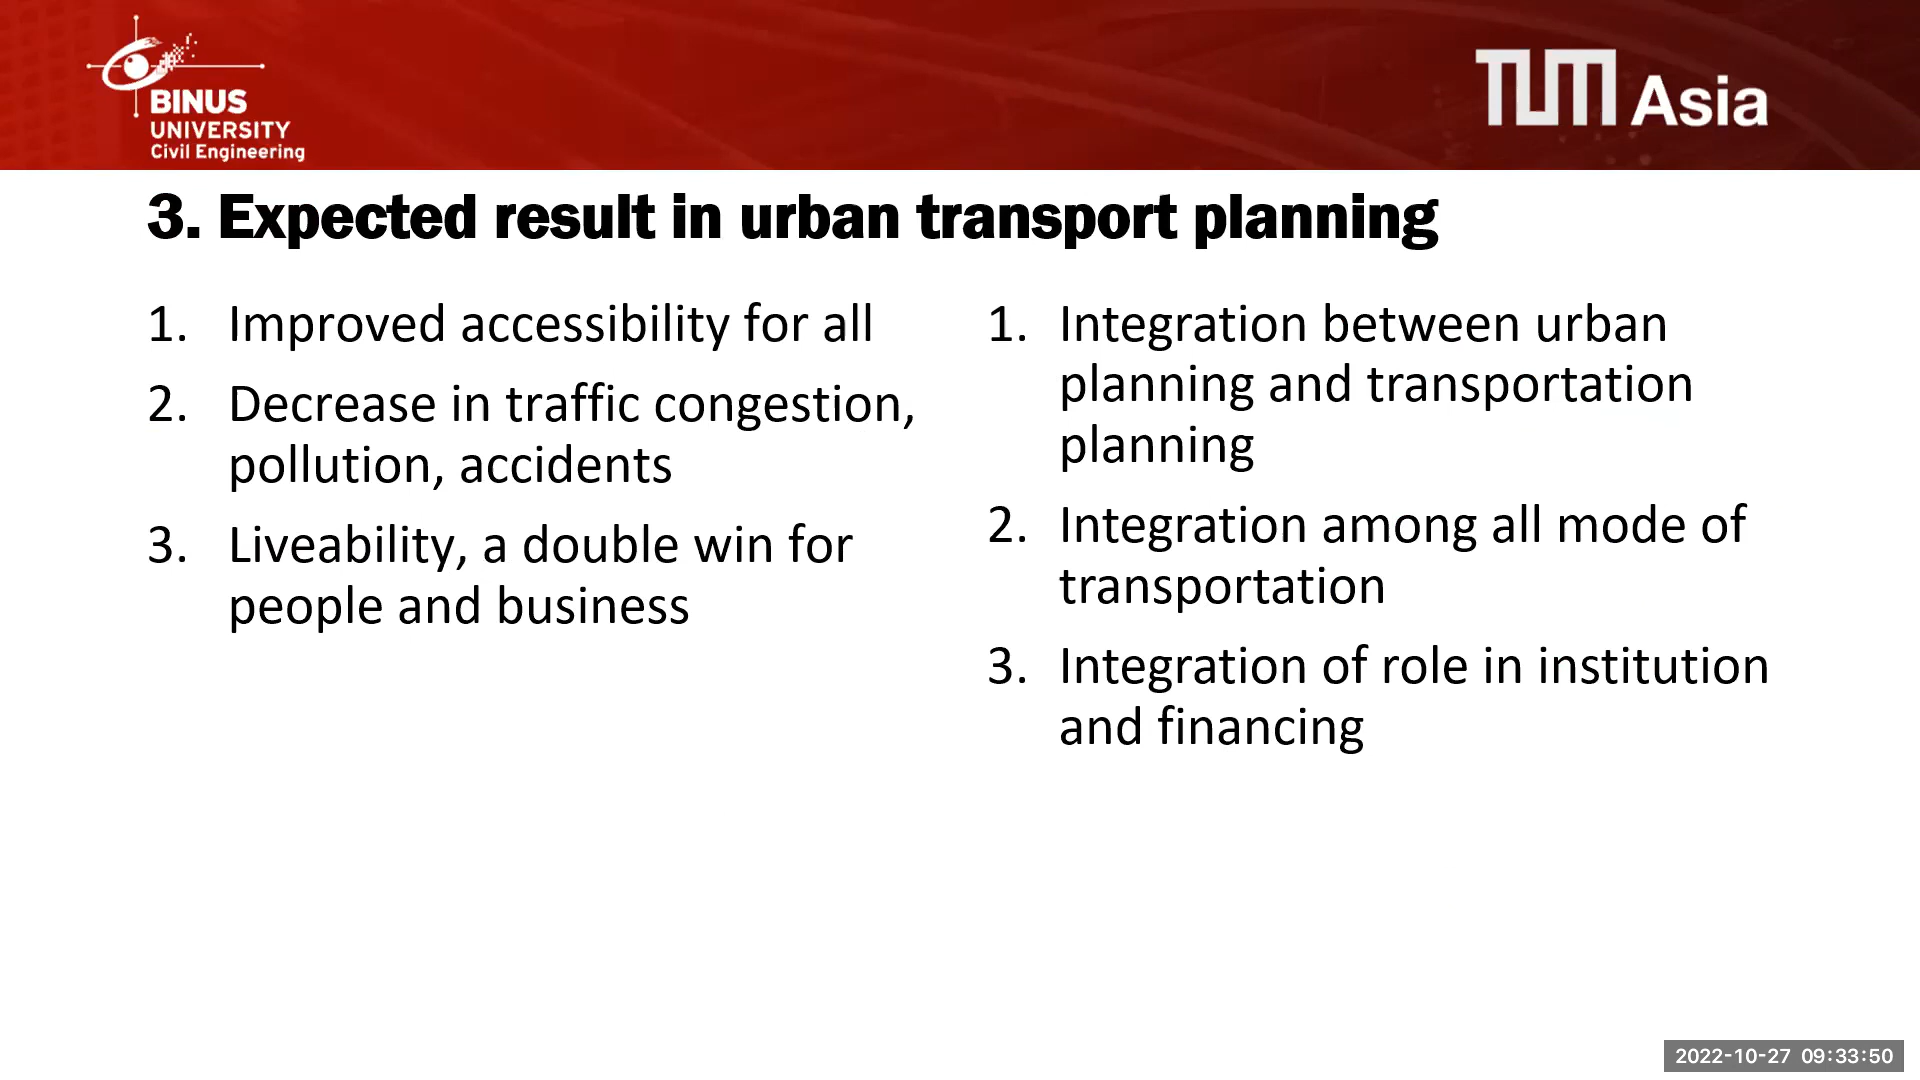 BINUS
UNIVERSITY
Civil Engineering
TUM Asia
3. Expected result in urban transport planning
1. Improved accessibility for all
2. Decrease in traffic congestion,
pollution, accidents
3. Liveability, a double win for
people and business
1. Integration between urban
planning and transportation
planning
2. Integration among all mode of
transportation
3. Integration of role in institution
and financing
2022-10-27 09:33:50